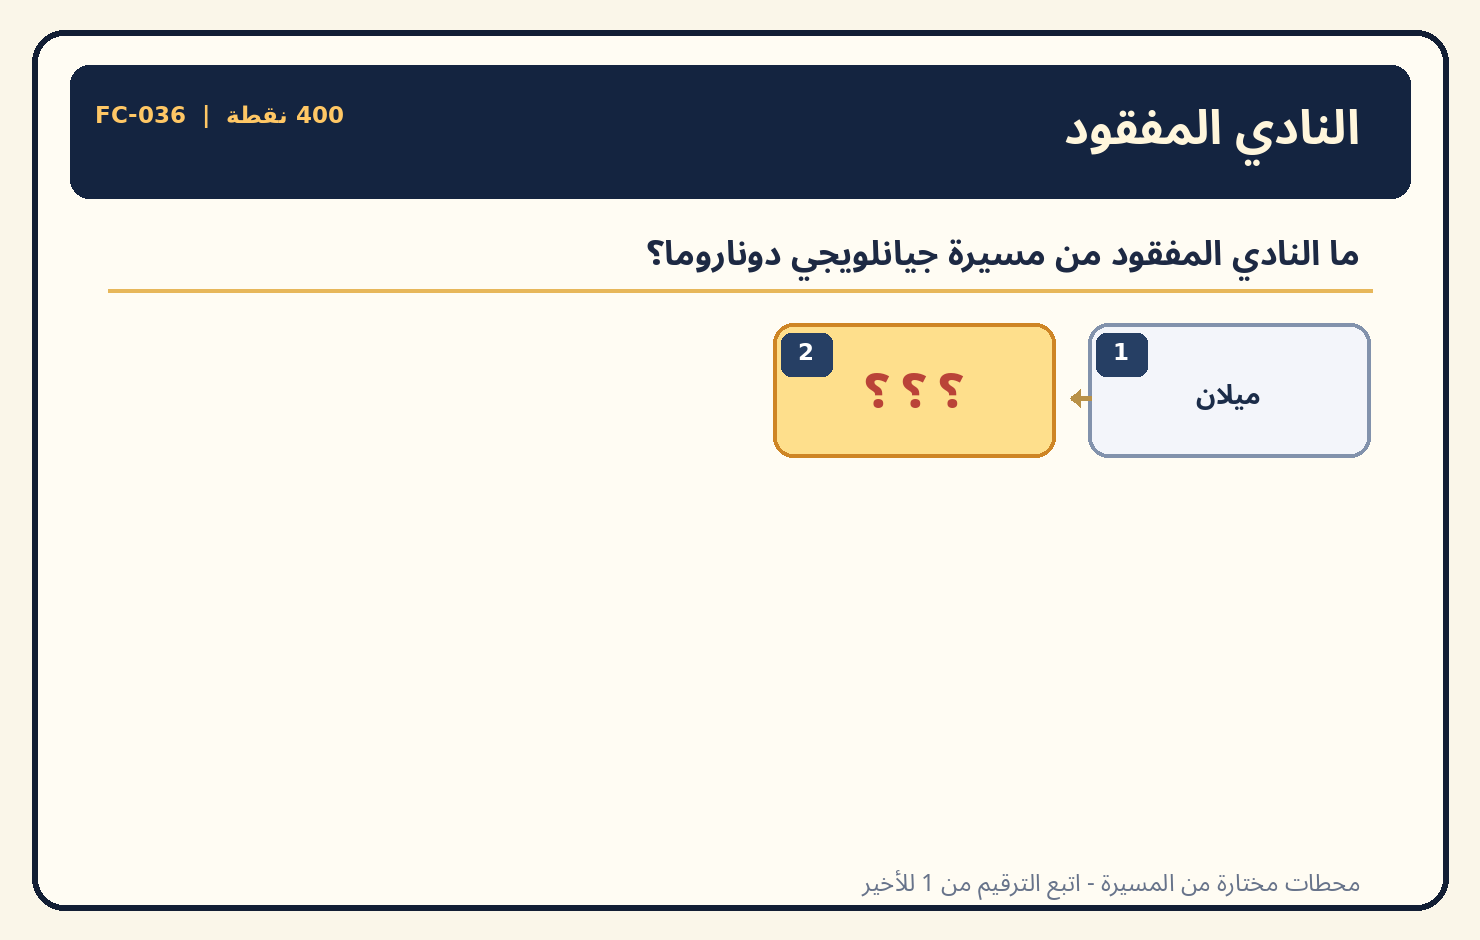 النادي المفقود
400 نقطة | FC-036
ما النادي المفقود من مسيرة جيانلويجي دوناروما؟
1
ميلان
2
؟ ؟ ؟
محطات مختارة من المسيرة - اتبع الترقيم من 1 للأخير